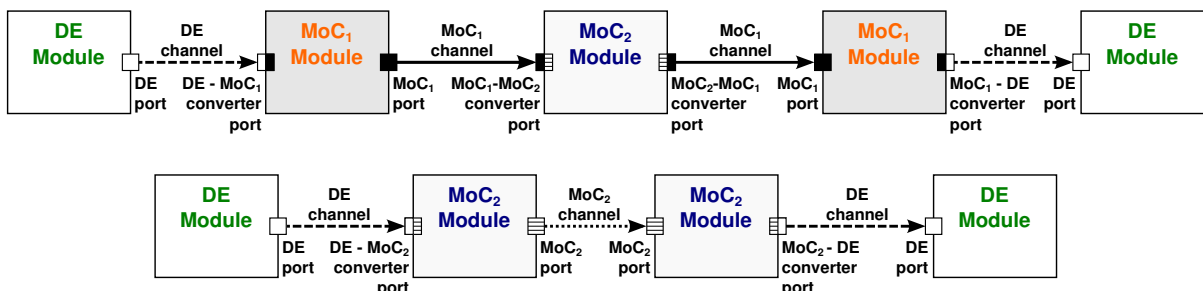 DE
Module
DE
channel
MoC₁
Module
MoC₁
channel
MoC₂
Module
MoC₁
channel
MoC₁
Module
DE
channel
DE
Module
DE
port
DE - MoC₁
converter
port
MoC₁
port
MoC₁-MoC₂
converter
port
MoC₂-MoC₁
converter
port
MoC₁
port
MoC₁ - DE
converter
port
DE
port
DE
Module
DE
channel
MoC₂
Module
MoC₂
channel
MoC₂
Module
DE
channel
DE
Module
DE
port
DE - MoC₂
converter
port
MoC₂
port
MoC₂
port
MoC₂ - DE
converter
port
DE
port